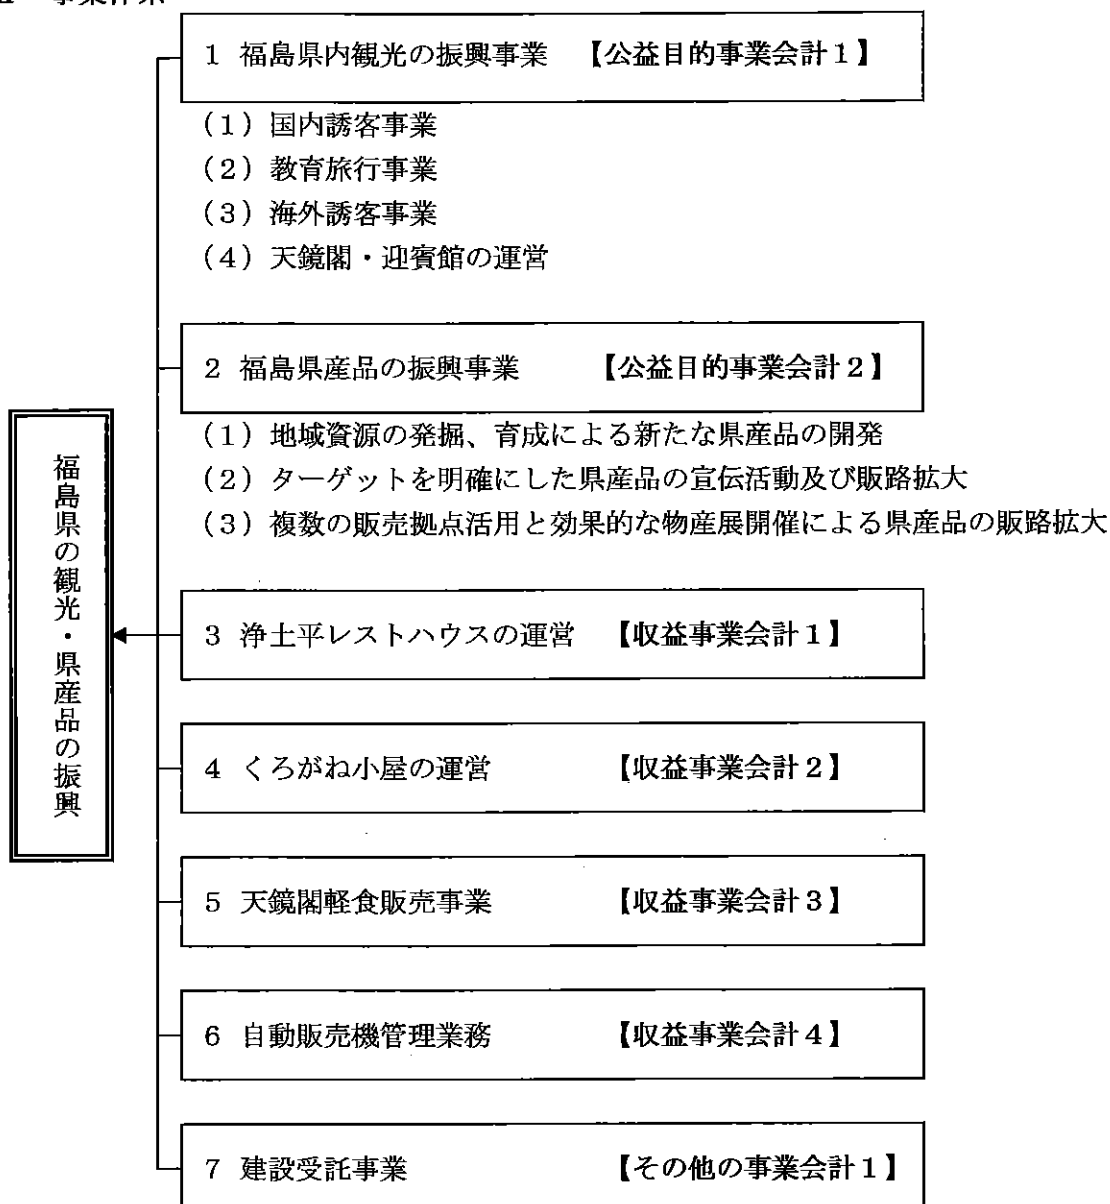 事業体系
1 福島県内観光の振興事業 【公益目的事業会計1】
(1)国内誘客事業
(2)教育旅行事業
(3)海外誘客事業
(4)天鏡閣・迎賓館の運営
2 福島県産品の振興事業 【公益目的事業会計2】
(1)地域資源の発掘、育成による新たな県産品の開発
(2)ターゲットを明確にした県産品の宣伝活動及び販路拡大
(3)複数の販売拠点活用と効果的な物産展開催による県産品の販路拡大
福島県の観光・県産品の振興
3 浄土平レストハウスの運営 【収益事業会計1】
4 くろがね小屋の運営 【収益事業会計2】
5 天鏡閣軽食販売事業 【収益事業会計3】
6 自動販売機管理業務 【収益事業会計4】
7 建設受託事業 【その他の事業会計1】